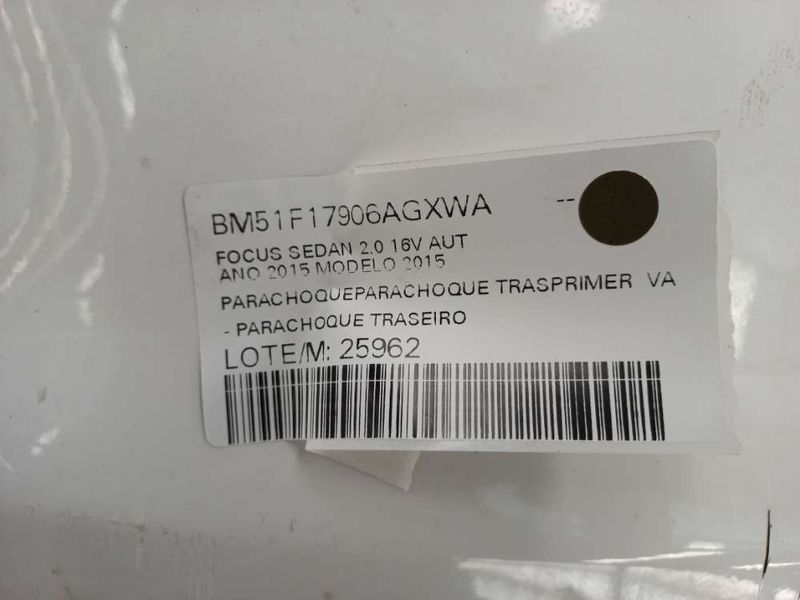 BM51F17906AGXWA --
FOCUS SEDAN 2.0 16V AUT
ANO 2015 MODELO 2015
PARACHOQUEPARACHOQUE TRASPRIMER VA
- PARACHOQUE TRASEIRO
LOTE/M: 25962